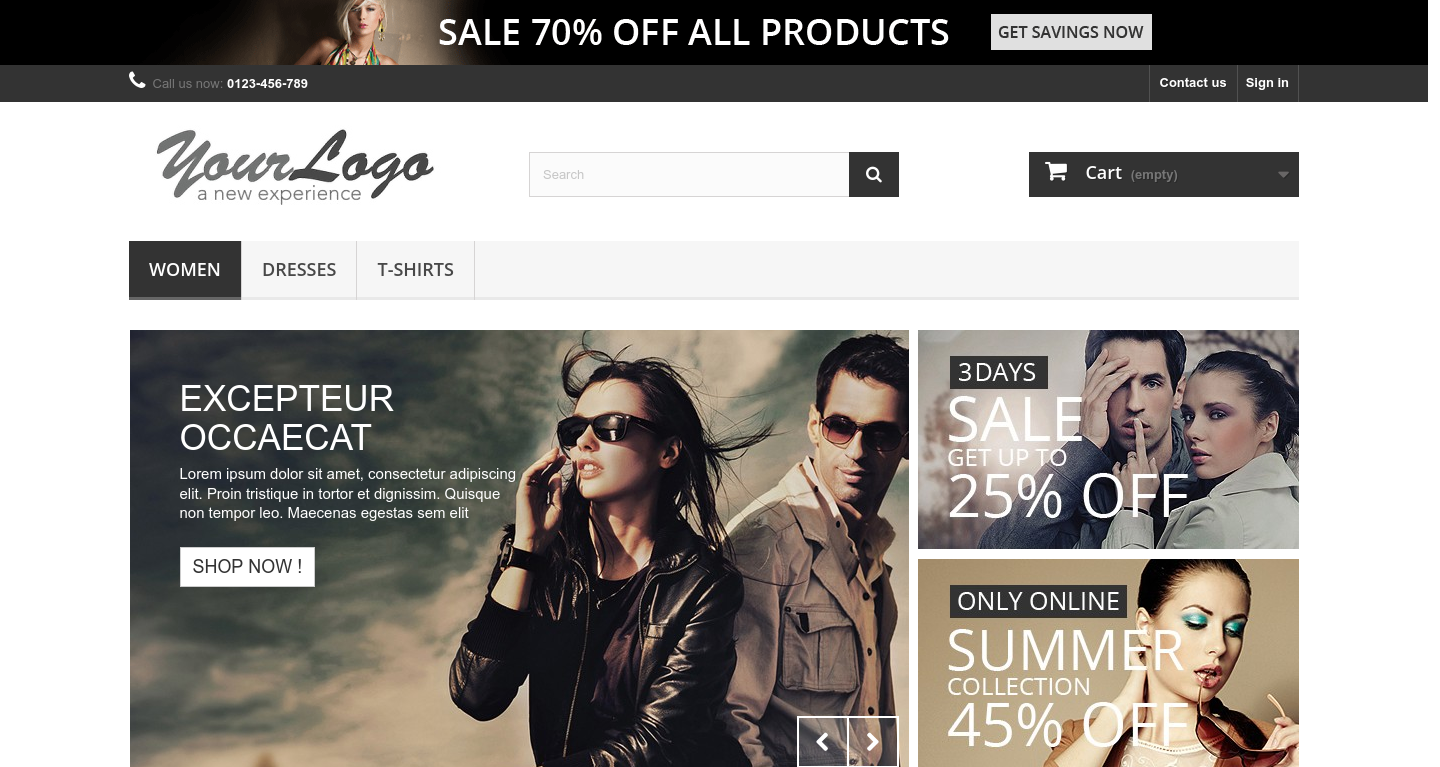 SALE 70% OFF ALL PRODUCTS
GET SAVINGS NOW
Call us now: 0123-456-789
Contact us
Sign in
YourLogo
a new experience
Search
Cart (empty)
WOMEN
DRESSES
T-SHIRTS
EXCEPTEUR
OCCAECAT
Lorem ipsum dolor sit amet, consectetur adipiscing
elit. Proin tristique in tortor et dignissim. Quisque
non tempor leo. Maecenas egestas sem elit
SHOP NOW !
3 DAYS
SALE
GET UP TO
25% OFF
ONLY ONLINE
SUMMER
COLLECTION
45% OFF